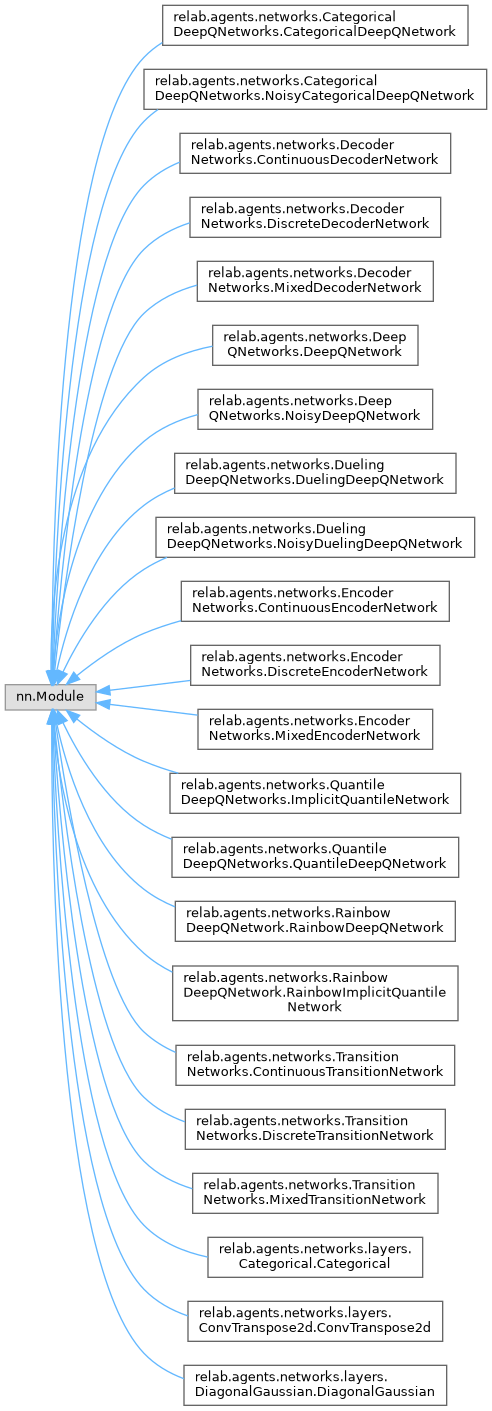 relab.agents.networks.Categorical
DeepQNetworks.CategoricalDeepQNetwork
relab.agents.networks.Categorical
DeepQNetworks.NoisyCategoricalDeepQNetwork
relab.agents.networks.Decoder
Networks.ContinuousDecoderNetwork
relab.agents.networks.Decoder
Networks.DiscreteDecoderNetwork
relab.agents.networks.Decoder
Networks.MixedDecoderNetwork
relab.agents.networks.Deep
QNetworks.DeepQNetwork
relab.agents.networks.Deep
QNetworks.NoisyDeepQNetwork
relab.agents.networks.Dueling
DeepQNetworks.DuelingDeepQNetwork
relab.agents.networks.Dueling
DeepQNetworks.NoisyDuelingDeepQNetwork
relab.agents.networks.Encoder
Networks.ContinuousEncoderNetwork
relab.agents.networks.Encoder
Networks.DiscreteEncoderNetwork
nn.Module
relab.agents.networks.Encoder
Networks.MixedEncoderNetwork
relab.agents.networks.Quantile
DeepQNetworks.ImplicitQuantileNetwork
relab.agents.networks.Quantile
DeepQNetworks.QuantileDeepQNetwork
relab.agents.networks.Rainbow
DeepQNetwork.RainbowDeepQNetwork
relab.agents.networks.Rainbow
DeepQNetwork.RainbowImplicitQuantile
Network
relab.agents.networks.Transition
Networks.ContinuousTransitionNetwork
relab.agents.networks.Transition
Networks.DiscreteTransitionNetwork
relab.agents.networks.Transition
Networks.MixedTransitionNetwork
relab.agents.networks.layers.
Categorical.Categorical
relab.agents.networks.layers.
ConvTranspose2d.ConvTranspose2d
relab.agents.networks.layers.
DiagonalGaussian.DiagonalGaussian